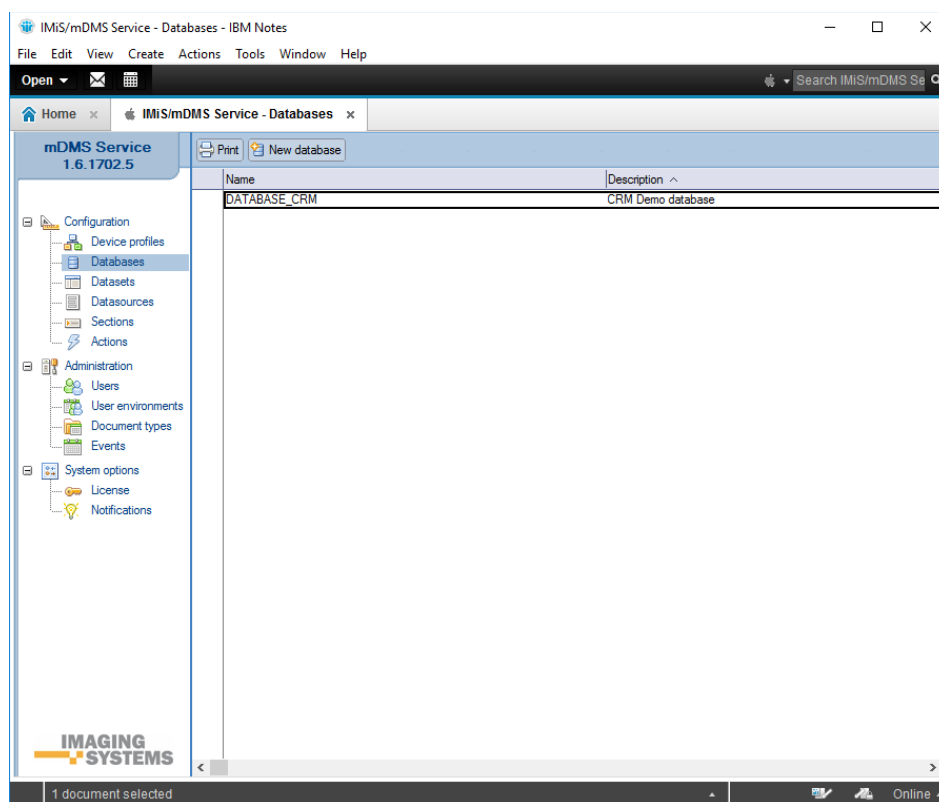 IMiS/mDMS Service - Databases - IBM Notes
File Edit View Create Actions Tools Window Help
Open
Search IMiS/mDMS Se
Home IMiS/mDMS Service - Databases
mDMS Service
1.6.1702.5
Print New database
Name Description
DATABASE_CRM CRM Demo database
Configuration
Device profiles
Databases
Datasets
Datasources
Sections
Actions
Administration
Users
User environments
Document types
Events
System options
License
Notifications
IMAGING
SYSTEMS
1 document selected
Online